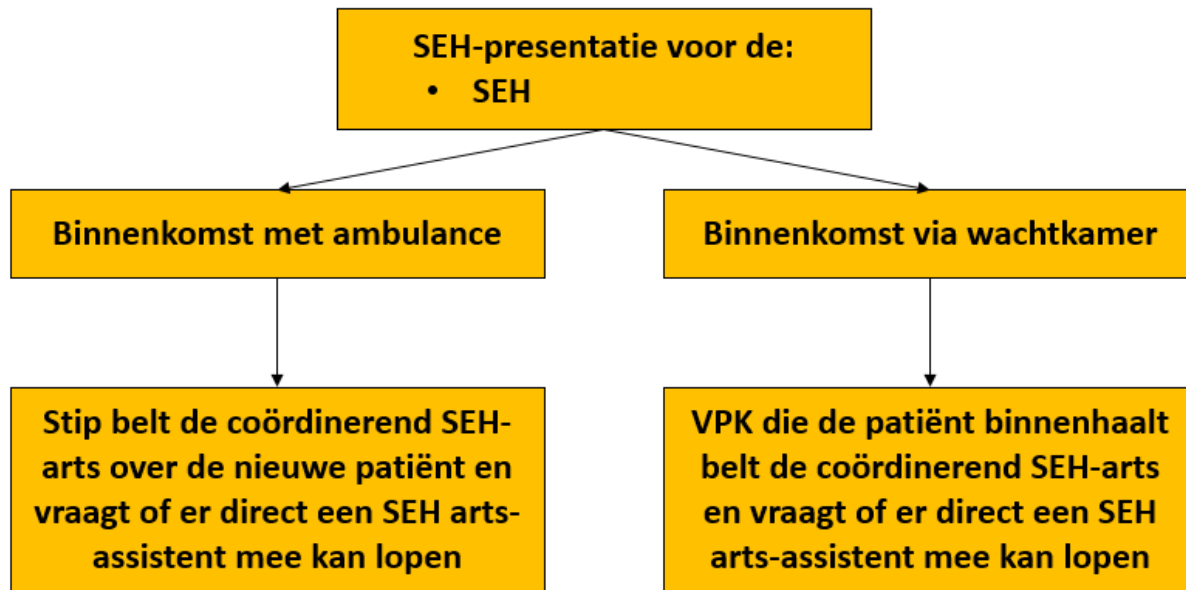 SEH-presentatie voor de:
• SEH
Binnenkomst met ambulance
Binnenkomst via wachtkamer
Stip belt de coördinerend SEH-
arts over de nieuwe patiënt en
vraagt of er direct een SEH arts-
assistent mee kan lopen
VPK die de patiënt binnenhaalt
belt de coördinerend SEH-arts
en vraagt of er direct een SEH
arts-assistent mee kan lopen